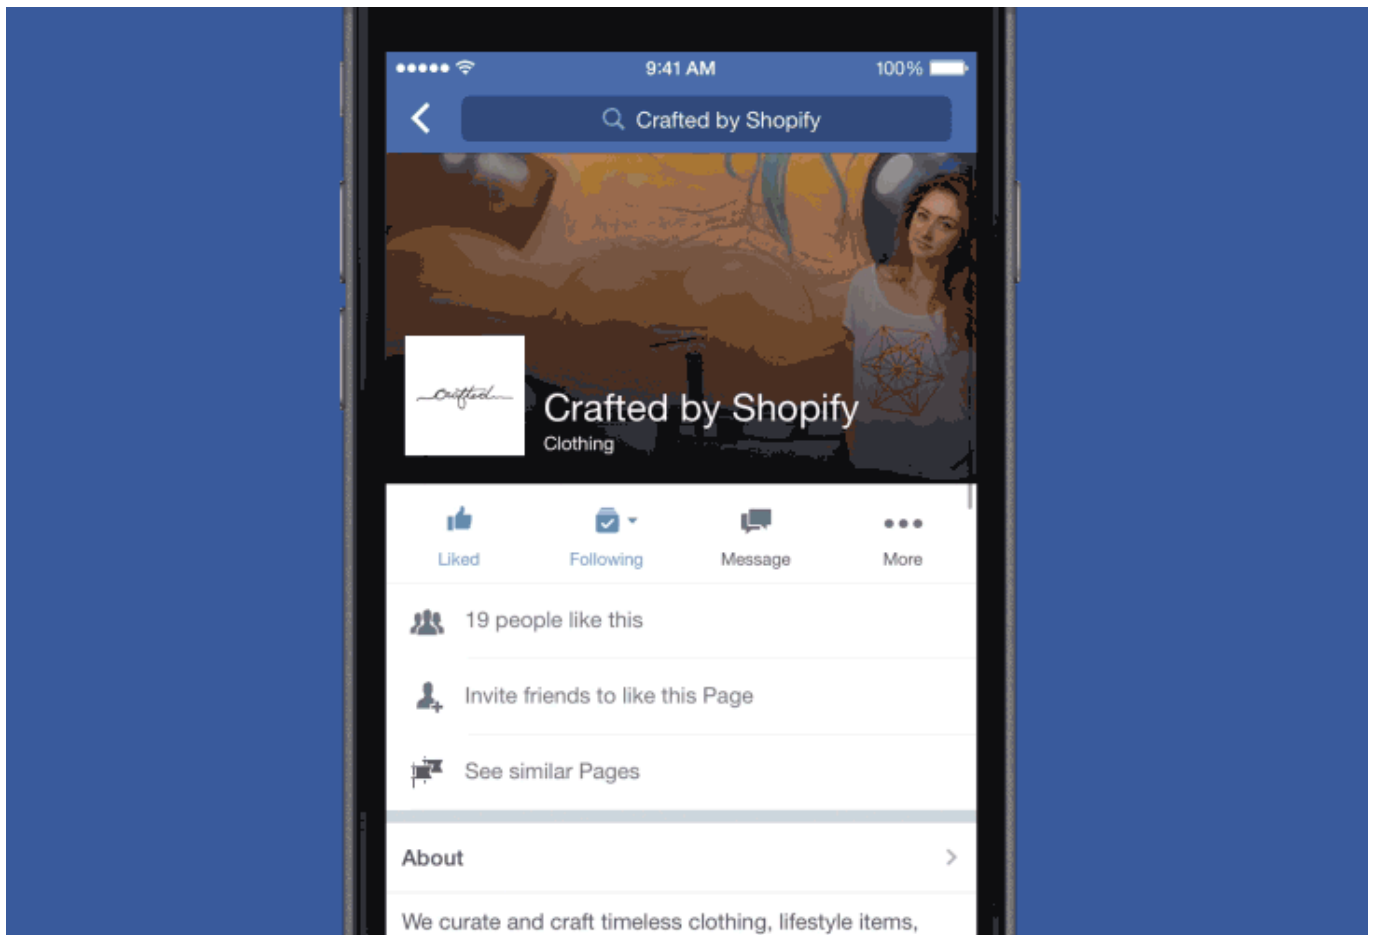 9:41 AM
100%
Crafted by Shopify
Crafted
Crafted by Shopify
Clothing
Liked
Following
Message
More
19 people like this
Invite friends to like this Page
See similar Pages
About
We curate and craft timeless clothing, lifestyle items,